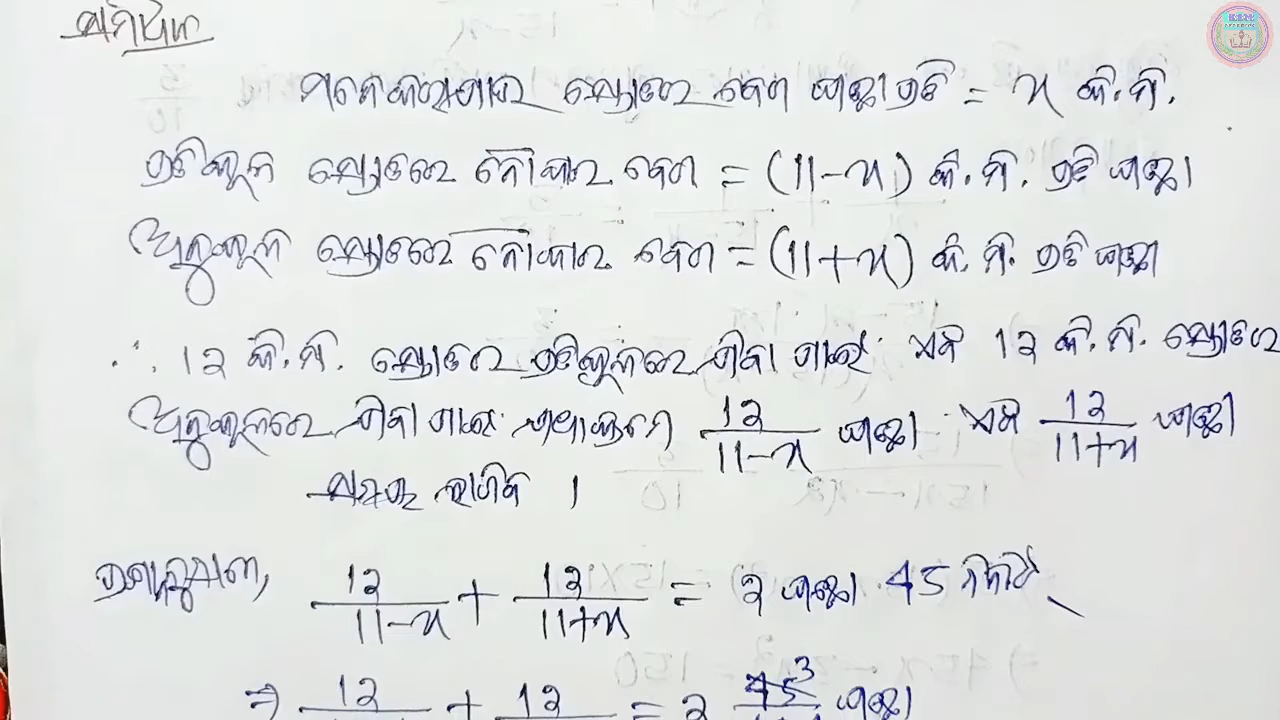 ସମାଧାନ
ମନେକରାଯାଉ ସ୍ରୋତର ବେଗ ଘଣ୍ଟା ପ୍ରତି = x କି.ମି.
ପ୍ରତିକୂଳ ସ୍ରୋତରେ ନୌକାର ବେଗ = (11-x) କି.ମି. ପ୍ରତି ଘଣ୍ଟା
ଅନୁକୂଳ ସ୍ରୋତରେ ନୌକାର ବେଗ = (11+x) କି.ମି. ପ୍ରତି ଘଣ୍ଟା
∴ 12 କି.ମି. ସ୍ରୋତର ପ୍ରତିକୂଳରେ ଯିବା ପାଇଁ ଏବଂ 12 କି.ମି. ସ୍ରୋତର
ଅନୁକୂଳରେ ଯିବା ପାଇଁ ଯଥାକ୍ରମେ 12/(11-x) ଘଣ୍ଟା ଏବଂ 12/(11+x) ଘଣ୍ଟା
ସମୟ ଲାଗିବ ।
ପ୍ରଶ୍ନାନୁଯାଇ, 12/(11-x) + 12/(11+x) = 2 ଘଣ୍ଟା 45 ମିନିଟ୍
⇒ 12 + 12 = 2 45 3 ଘଣ୍ଟା